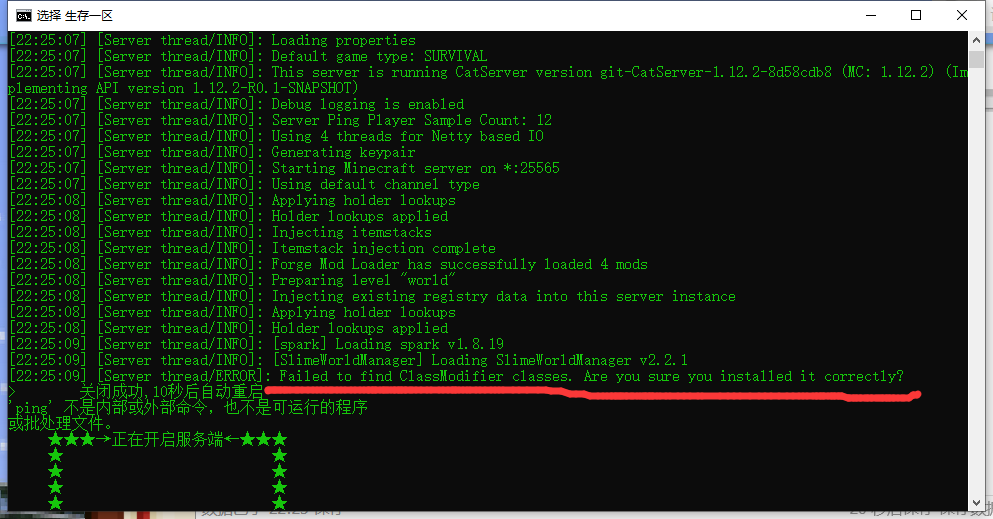 选择 生存一区
[22:25:07] [Server thread/INFO]: Loading properties
[22:25:07] [Server thread/INFO]: Default game type: SURVIVAL
[22:25:07] [Server thread/INFO]: This server is running CatServer version git-CatServer-1.12.2-8d58cdb8 (MC: 1.12.2) (Im
plementing API version 1.12.2-R0.1-SNAPSHOT)
[22:25:07] [Server thread/INFO]: Debug logging is enabled
[22:25:07] [Server thread/INFO]: Server Ping Player Sample Count: 12
[22:25:07] [Server thread/INFO]: Using 4 threads for Netty based IO
[22:25:07] [Server thread/INFO]: Generating keypair
[22:25:07] [Server thread/INFO]: Starting Minecraft server on *:25565
[22:25:07] [Server thread/INFO]: Using default channel type
[22:25:08] [Server thread/INFO]: Applying holder lookups
[22:25:08] [Server thread/INFO]: Holder lookups applied
[22:25:08] [Server thread/INFO]: Injecting itemstacks
[22:25:08] [Server thread/INFO]: Itemstack injection complete
[22:25:08] [Server thread/INFO]: Forge Mod Loader has successfully loaded 4 mods
[22:25:08] [Server thread/INFO]: Preparing level "world"
[22:25:08] [Server thread/INFO]: Injecting existing registry data into this server instance
[22:25:08] [Server thread/INFO]: Applying holder lookups
[22:25:08] [Server thread/INFO]: Holder lookups applied
[22:25:09] [Server thread/INFO]: [spark] Loading spark v1.8.19
[22:25:09] [Server thread/INFO]: [SlimeWorldManager] Loading SlimeWorldManager v2.2.1
[22:25:09] [Server thread/ERROR]: Failed to find ClassModifier classes. Are you sure you installed it correctly?
> 关闭成功,10秒后自动重启
'ping' 不是内部或外部命令，也不是可运行的程序
或批处理文件。
★★★→正在开启服务端←★★★
★ ★
★ ★
★ ★
★ ★